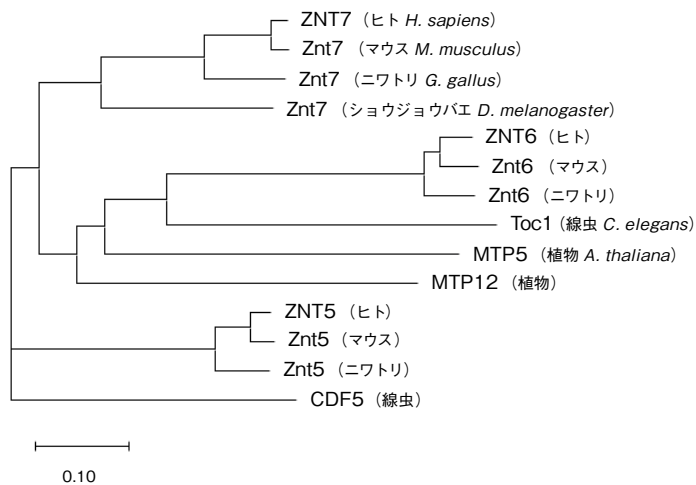 ZNT7（ヒト H. sapiens）
Znt7（マウス M. musculus）
Znt7（ニワトリ G. gallus）
Znt7（ショウジョウバエ D. melanogaster）
ZNT6（ヒト）
Znt6（マウス）
Znt6（ニワトリ）
Toc1（線虫 C. elegans）
MTP5（植物 A. thaliana）
MTP12（植物）
ZNT5（ヒト）
Znt5（マウス）
Znt5（ニワトリ）
CDF5（線虫）
0.10